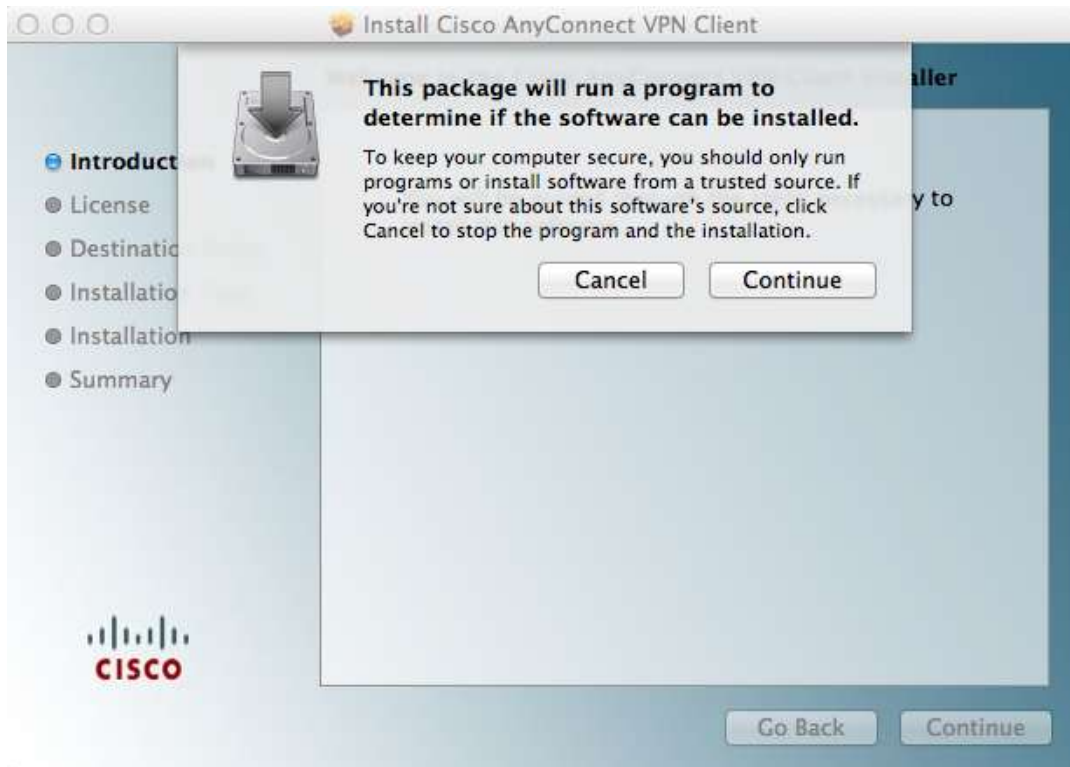 Install Cisco AnyConnect VPN Client
This package will run a program to
determine if the software can be installed.
To keep your computer secure, you should only run
programs or install software from a trusted source. If
you're not sure about this software's source, click
Cancel to stop the program and the installation.
Cancel
Continue
aller
y to
Introduct
License
Destinatio
Installatio
Installation
Summary
CISCO
Go Back
Continue